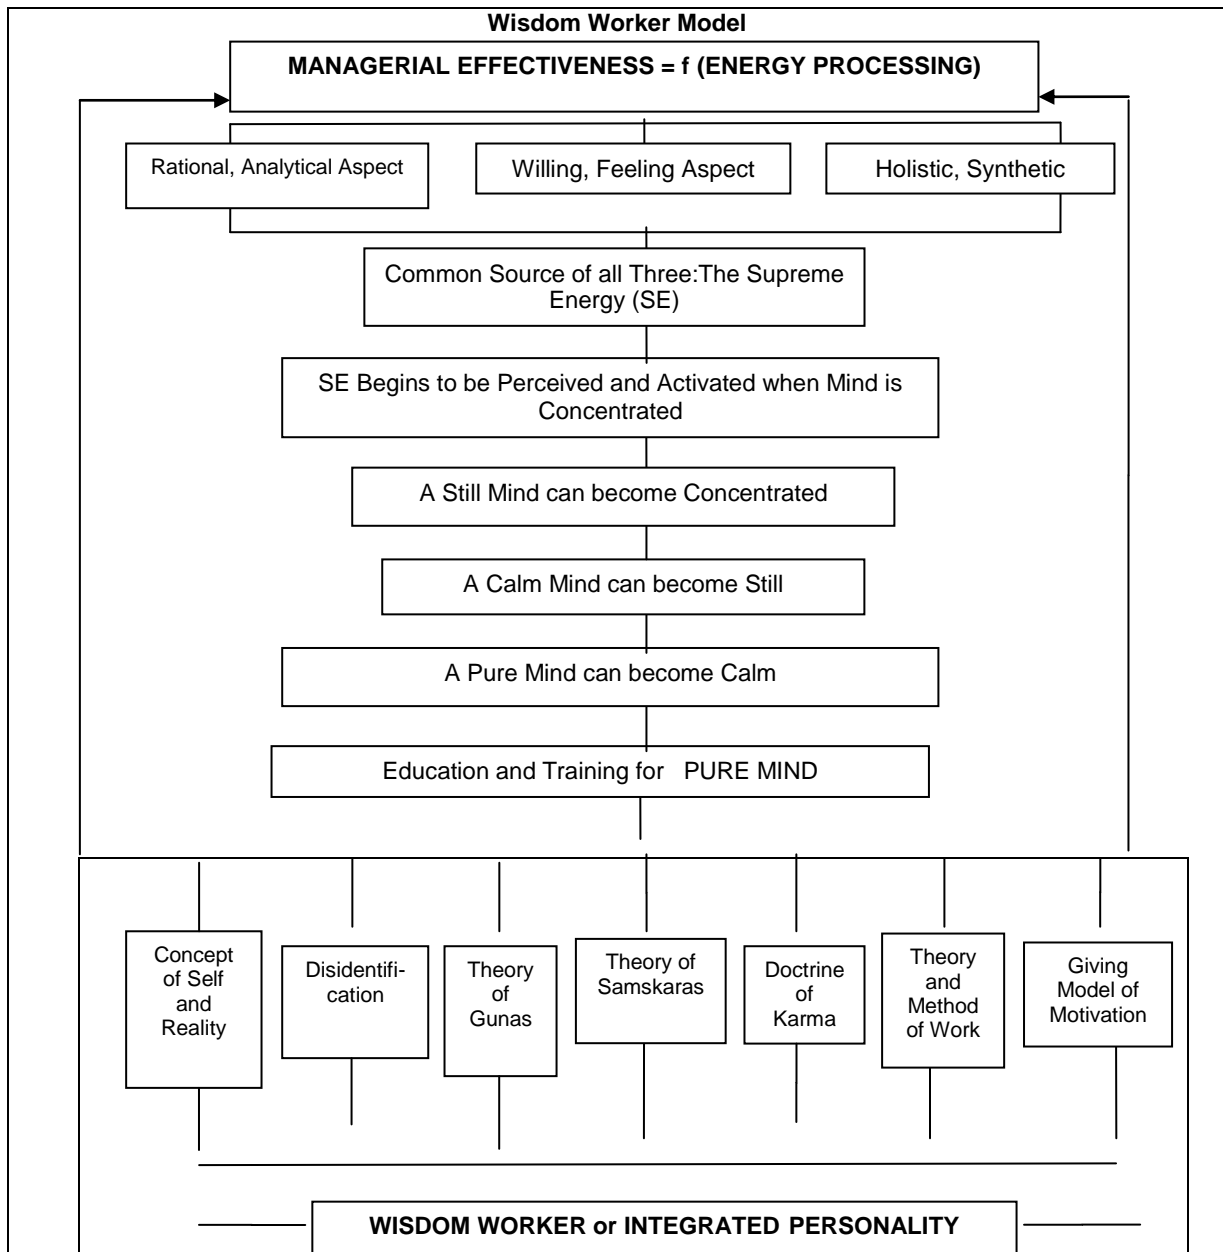 Wisdom Worker Model
MANAGERIAL EFFECTIVENESS = f (ENERGY PROCESSING)
Rational, Analytical Aspect
Willing, Feeling Aspect
Holistic, Synthetic
Common Source of all Three:The Supreme
Energy (SE)
SE Begins to be Perceived and Activated when Mind is
Concentrated
A Still Mind can become Concentrated
A Calm Mind can become Still
A Pure Mind can become Calm
Education and Training for PURE MIND
Concept
of Self
and
Reality
Disidentifi-
cation
Theory
of
Gunas
Theory of
Samskaras
Doctrine
of
Karma
Theory
and
Method
of Work
Giving
Model of
Motivation
WISDOM WORKER or INTEGRATED PERSONALITY